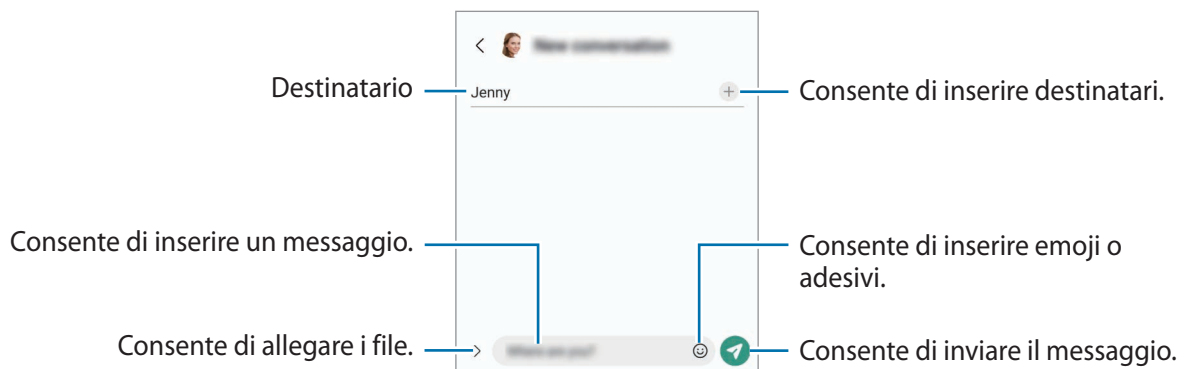 Destinatario
Jenny
Consente di inserire destinatari.
Consente di inserire un messaggio.
Consente di inserire emoji o
adesivi.
Consente di allegare i file.
Consente di inviare il messaggio.